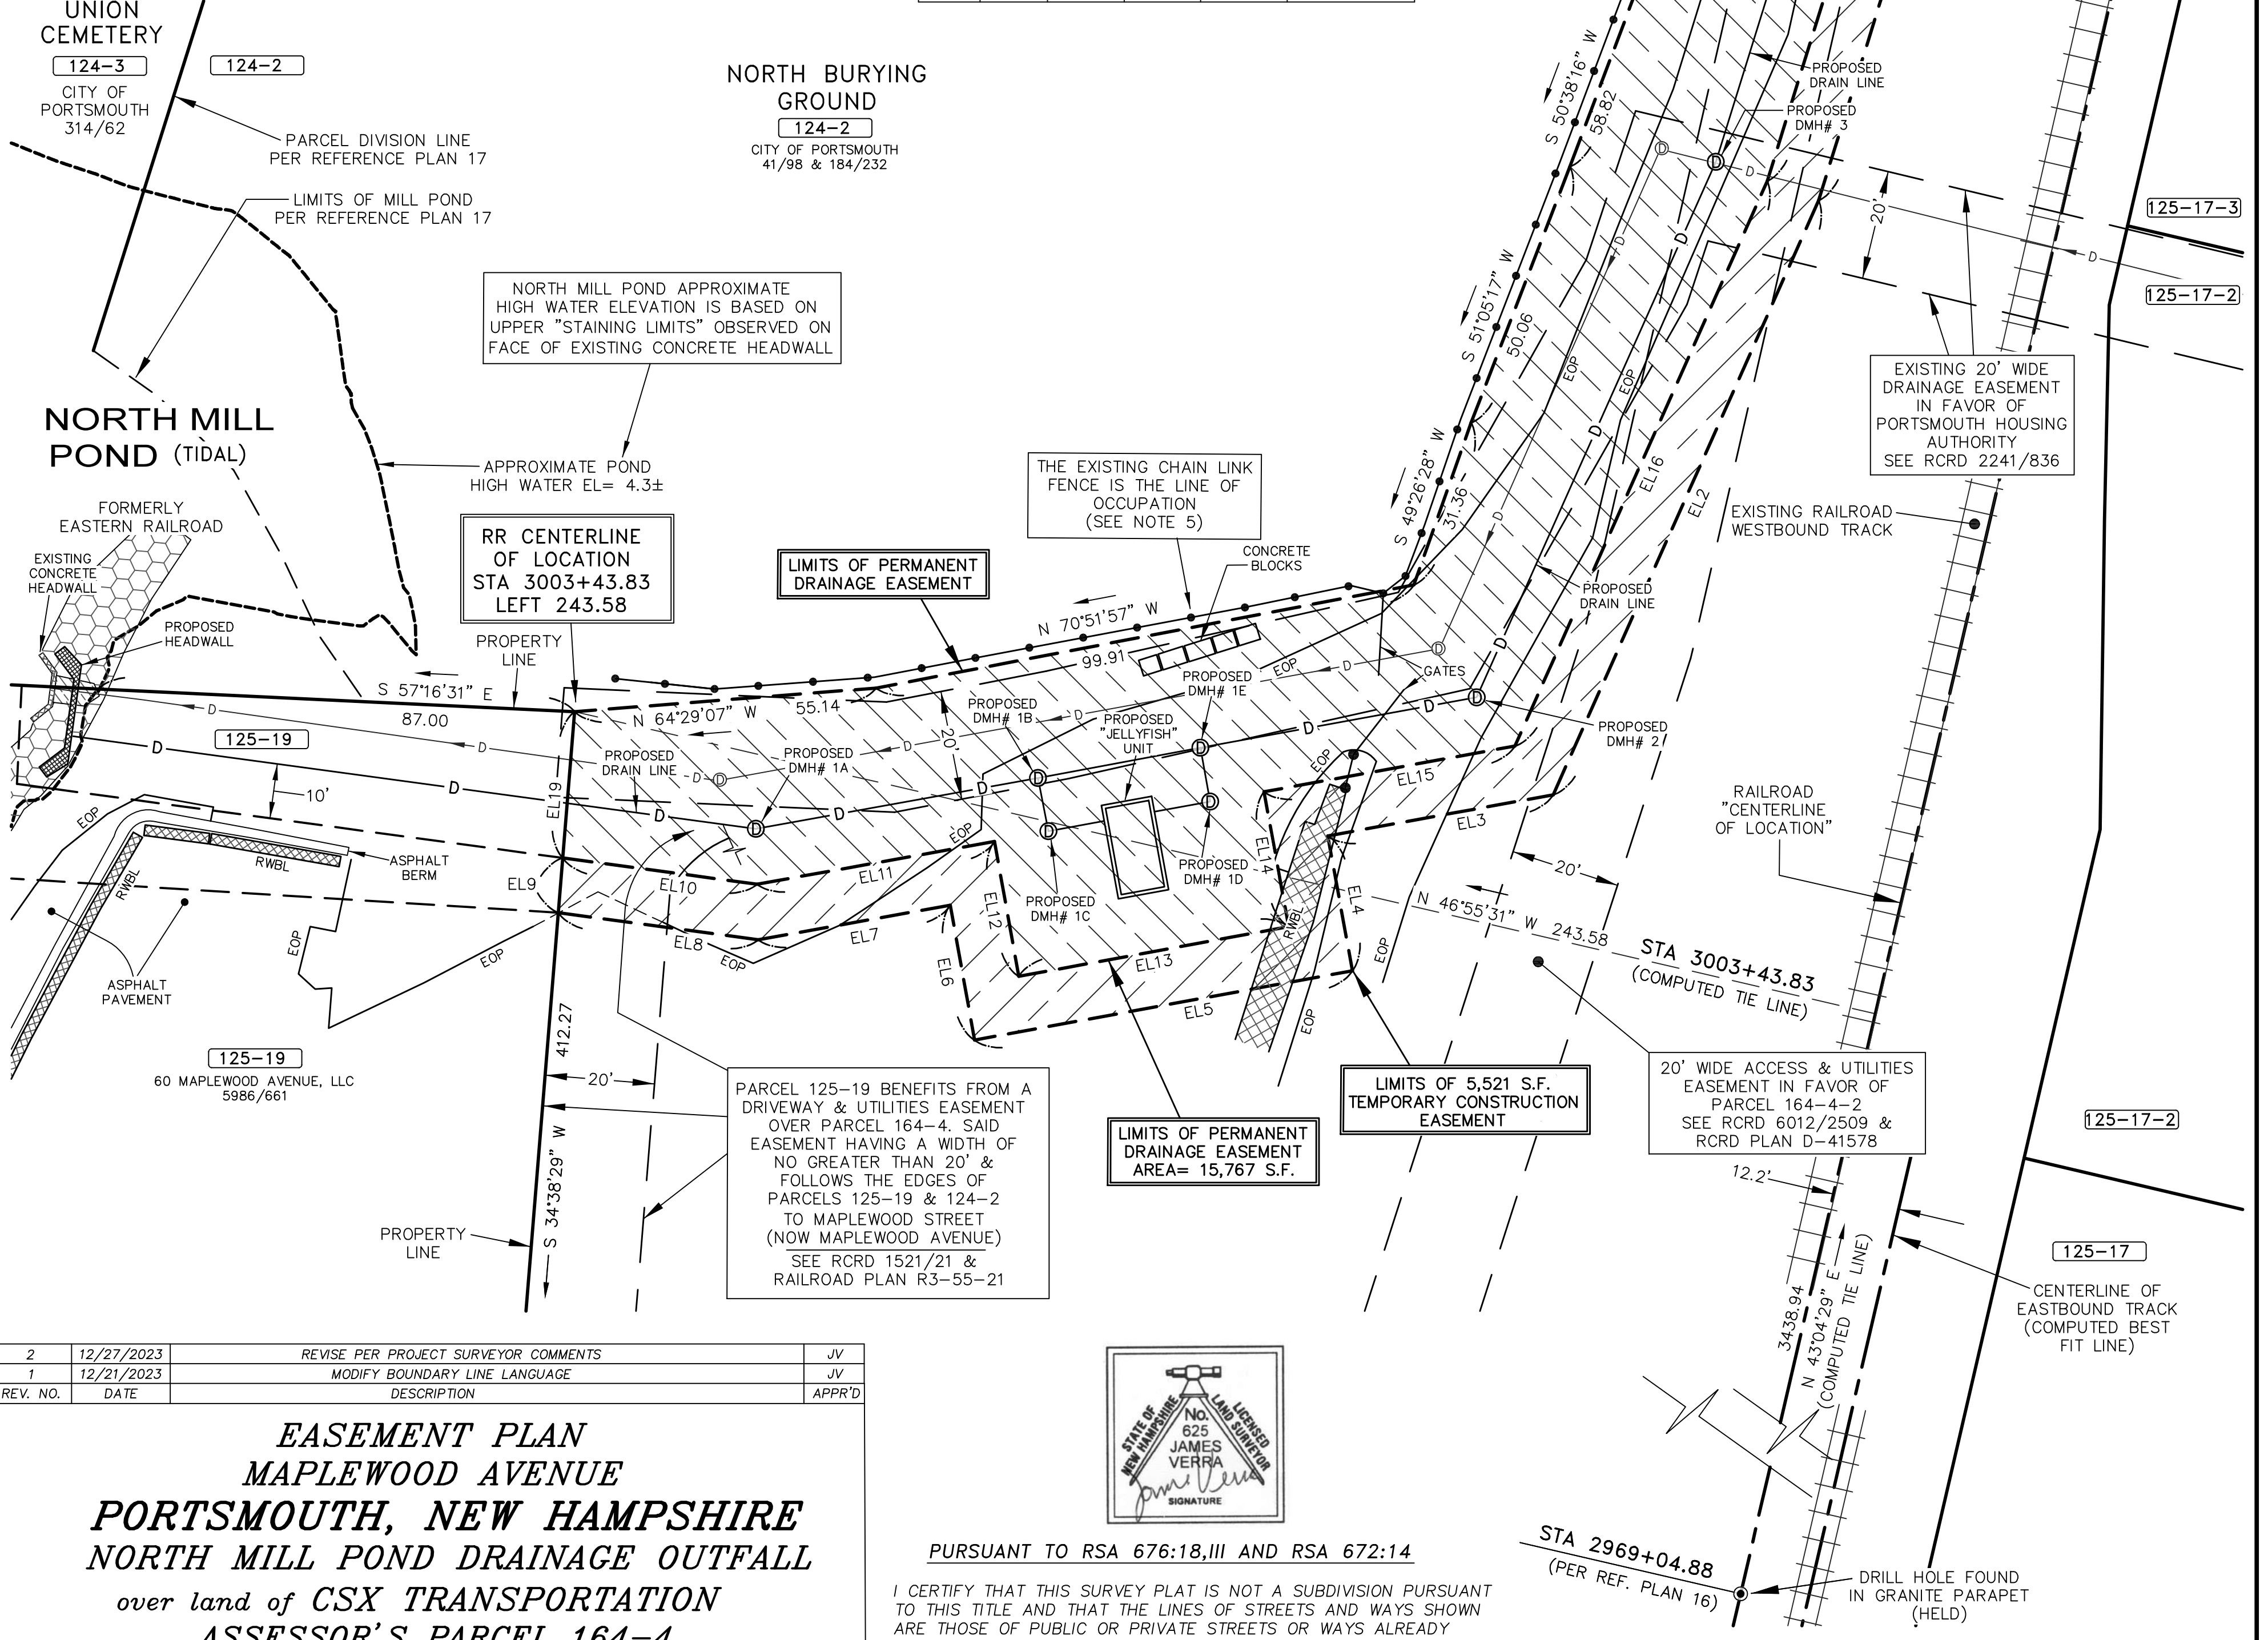 UNION
CEMETERY
124-3
CITY OF
PORTSMOUTH
314/62
124-2
PARCEL DIVISION LINE
PER REFERENCE PLAN 17
LIMITS OF MILL POND
PER REFERENCE PLAN 17
NORTH BURYING
GROUND
124-2
CITY OF PORTSMOUTH
41/98 & 184/232
NORTH MILL POND APPROXIMATE
HIGH WATER ELEVATION IS BASED ON
UPPER "STAINING LIMITS" OBSERVED ON
FACE OF EXISTING CONCRETE HEADWALL
NORTH MILL
POND (TIDAL)
APPROXIMATE POND
HIGH WATER EL= 4.3±
FORMERLY
EASTERN RAILROAD
EXISTING
CONCRETE
HEADWALL
PROPOSED
HEADWALL
RR CENTERLINE
OF LOCATION
STA 3003+43.83
LEFT 243.58
PROPERTY
LINE
LIMITS OF PERMANENT
DRAINAGE EASEMENT
THE EXISTING CHAIN LINK
FENCE IS THE LINE OF
OCCUPATION
(SEE NOTE 5)
CONCRETE
BLOCKS
S 50°38'16" W
58.82
S 51°05'17" W
50.06
S 49°26'28" W
31.36
PROPOSED
DRAIN LINE
PROPOSED
DMH# 3
D
D
D
D
D
D
D
D
20'
125-17-3
125-17-2
EXISTING 20' WIDE
DRAINAGE EASEMENT
IN FAVOR OF
PORTSMOUTH HOUSING
AUTHORITY
SEE RCRD 2241/836
EOP
EOP
EL16
EL2
EXISTING RAILROAD
WESTBOUND TRACK
PROPOSED
DRAIN LINE
N 70°51'57" W
99.91
EOP
GATES
D
D
D
D
S 57°16'31" E
87.00
N 64°29'07" W
55.14
125-19
D
D
D
D
D
10'
PROPOSED
DRAIN LINE
D
D
D
PROPOSED
DMH# 1A
D
D
D
D
20'
PROPOSED
DMH# 1B
D
PROPOSED
DMH# 1E
D
PROPOSED
"JELLYFISH"
UNIT
D
D
D
D
PROPOSED
DMH# 2
EOP
EL15
EL3
EL14
EL4
EL19
EL9
EL10
EL11
EOP
EL8
EL7
EOP
EL12
EL6
EL13
EL5
PROPOSED
DMH# 1C
D
PROPOSED
DMH# 1D
D
RWBL
EOP
EOP
20'
RAILROAD
"CENTERLINE
OF LOCATION"
N 46°55'31" W 243.58
STA 3003+43.83
(COMPUTED TIE LINE)
EOP
RWBL
RWBL
ASPHALT
BERM
ASPHALT
PAVEMENT
EOP
EOP
125-19
60 MAPLEWOOD AVENUE, LLC
5986/661
412.27
20'
S 34°38'29" W
PROPERTY
LINE
PARCEL 125-19 BENEFITS FROM A
DRIVEWAY & UTILITIES EASEMENT
OVER PARCEL 164-4. SAID
EASEMENT HAVING A WIDTH OF
NO GREATER THAN 20' &
FOLLOWS THE EDGES OF
PARCELS 125-19 & 124-2
TO MAPLEWOOD STREET
(NOW MAPLEWOOD AVENUE)
SEE RCRD 1521/21 &
RAILROAD PLAN R3-55-21
LIMITS OF PERMANENT
DRAINAGE EASEMENT
AREA= 15,767 S.F.
LIMITS OF 5,521 S.F.
TEMPORARY CONSTRUCTION
EASEMENT
20' WIDE ACCESS & UTILITIES
EASEMENT IN FAVOR OF
PARCEL 164-4-2
SEE RCRD 6012/2509 &
RCRD PLAN D-41578
12.2'
125-17-2
125-17
CENTERLINE OF
EASTBOUND TRACK
(COMPUTED BEST
FIT LINE)
3438.94
N 43°04'29" E
(COMPUTED TIE LINE)
STA 2969+04.88
(PER REF. PLAN 16)
DRILL HOLE FOUND
IN GRANITE PARAPET
(HELD)
2 12/27/2023 REVISE PER PROJECT SURVEYOR COMMENTS JV
1 12/21/2023 MODIFY BOUNDARY LINE LANGUAGE JV
REV. NO. DATE DESCRIPTION APPR'D
EASEMENT PLAN
MAPLEWOOD AVENUE
PORTSMOUTH, NEW HAMPSHIRE
NORTH MILL POND DRAINAGE OUTFALL
over land of CSX TRANSPORTATION
ASSESSOR'S PARCEL 164-4
STATE OF
NEW HAMPSHIRE
LICENSED
LAND SURVEYOR
No.
625
JAMES
VERRA
James Verra
SIGNATURE
PURSUANT TO RSA 676:18,III AND RSA 672:14
I CERTIFY THAT THIS SURVEY PLAT IS NOT A SUBDIVISION PURSUANT
TO THIS TITLE AND THAT THE LINES OF STREETS AND WAYS SHOWN
ARE THOSE OF PUBLIC OR PRIVATE STREETS OR WAYS ALREADY